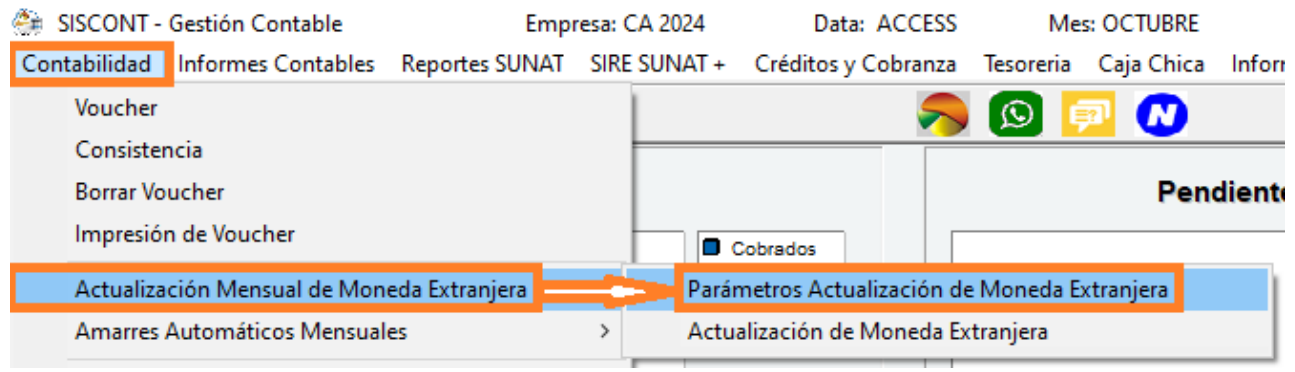 SISCONT - Gestión Contable Empresa: CA 2024 Data: ACCESS Mes: OCTUBRE
Contabilidad Informes Contables Reportes SUNAT SIRE SUNAT + Créditos y Cobranza Tesoreria Caja Chica Infor
Voucher
Consistencia
Borrar Voucher
Pendient
Impresión de Voucher
Cobrados
Actualización Mensual de Moneda Extranjera Parámetros Actualización de Moneda Extranjera
Amarres Automáticos Mensuales > Actualización de Moneda Extranjera